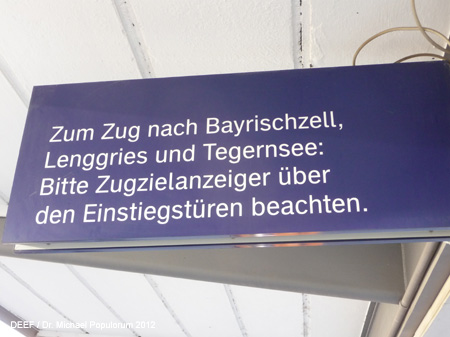 Zum Zug nach Bayrischzell,
Lenggries und Tegernsee:
Bitte Zugzielanzeiger über
den Einstiegstüren beachten.
DEEF / Dr. Michael Populorum 2012